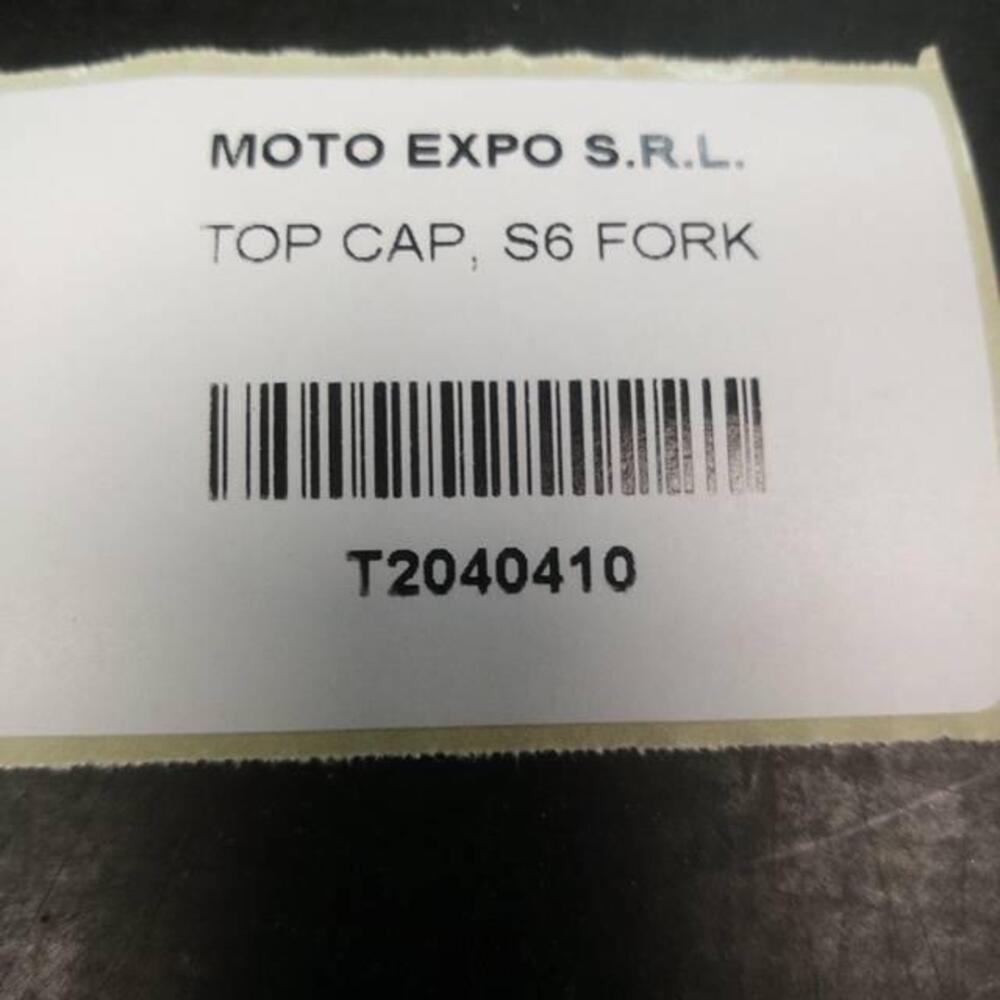 MOTO EXPO S.R.L.
TOP CAP, S6 FORK
T2040410